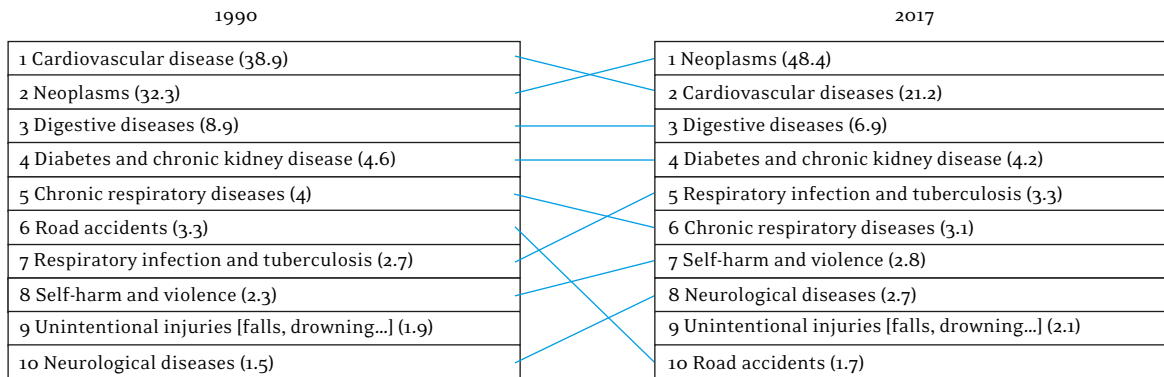 1990
2017
1 Cardiovascular disease (38.9)
2 Neoplasms (32.3)
3 Digestive diseases (8.9)
4 Diabetes and chronic kidney disease (4.6)
5 Chronic respiratory diseases (4)
6 Road accidents (3.3)
7 Respiratory infection and tuberculosis (2.7)
8 Self-harm and violence (2.3)
9 Unintentional injuries [falls, drowning…] (1.9)
10 Neurological diseases (1.5)
1 Neoplasms (48.4)
2 Cardiovascular diseases (21.2)
3 Digestive diseases (6.9)
4 Diabetes and chronic kidney disease (4.2)
5 Respiratory infection and tuberculosis (3.3)
6 Chronic respiratory diseases (3.1)
7 Self-harm and violence (2.8)
8 Neurological diseases (2.7)
9 Unintentional injuries [falls, drowning…] (2.1)
10 Road accidents (1.7)